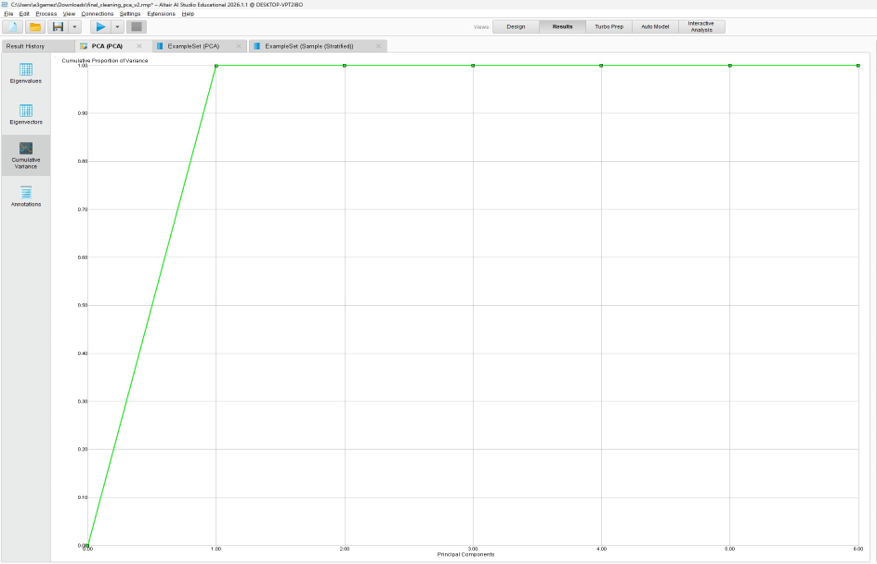 C:\Users\a3games\Downloads\final_cleaning_pca_v2.rmp* – Altair AI Studio Educational 2026.1.1 @ DESKTOP-VPT2IBO
File Edit Process View Connections Settings Extensions Help
Views: Design Results Turbo Prep Auto Model Interactive Analysis
Result History PCA (PCA) ExampleSet (PCA) ExampleSet (Sample (Stratified))
Eigenvalues
Eigenvectors
Cumulative
Variance
Annotations
Cumulative Proportion of Variance
1.00
0.90
0.80
0.70
0.60
0.50
0.40
0.30
0.20
0.10
0.00
0.00 1.00 2.00 3.00 4.00 5.00 6.00
Principal Components